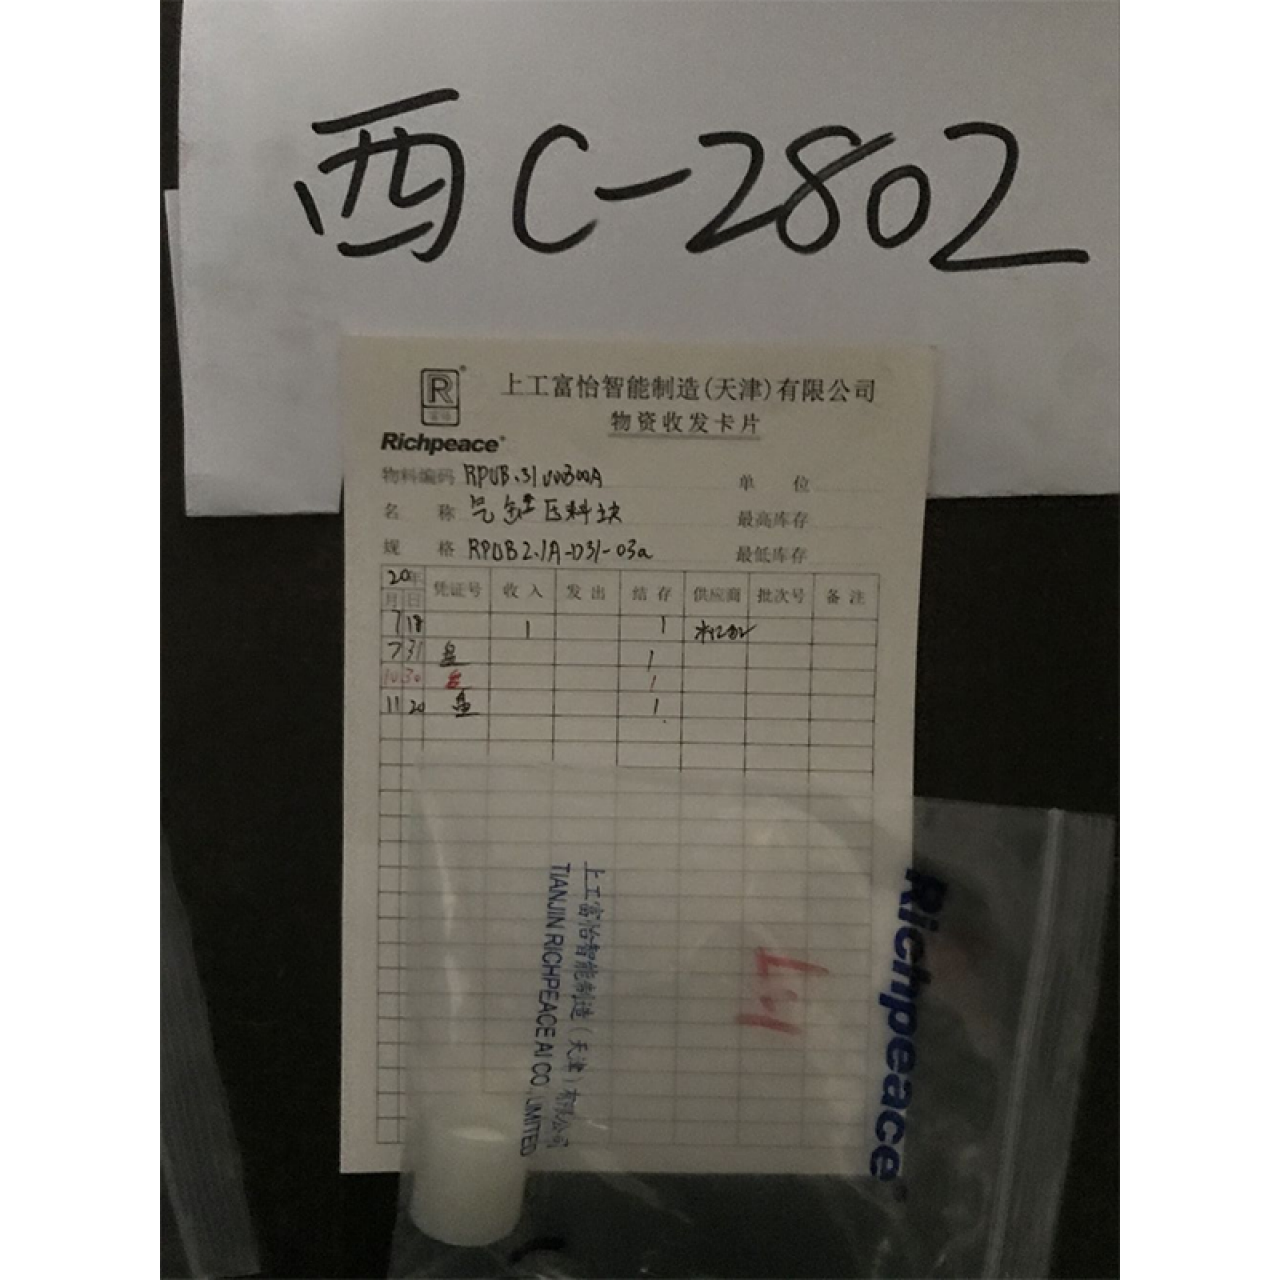 西C-2802
上工富怡智能制造(天津)有限公司
物资收发卡片
R
Richpeace
物料编码 RPUB.3100300A 单 位
名 称 气缸压料块 最高库存
规 格 RPUB2.1A-D31-03a 最低库存
20年 凭证号 收入 发出 结存 供应商 批次号 备注
月 日
7 18 1 1
7 31 盘 1
10 30 盘 1
11 20 盘 1
上工富怡智能制造(天津)有限公司
TIANJIN RICHPEACE AI CO., LIMITED
Richpeace